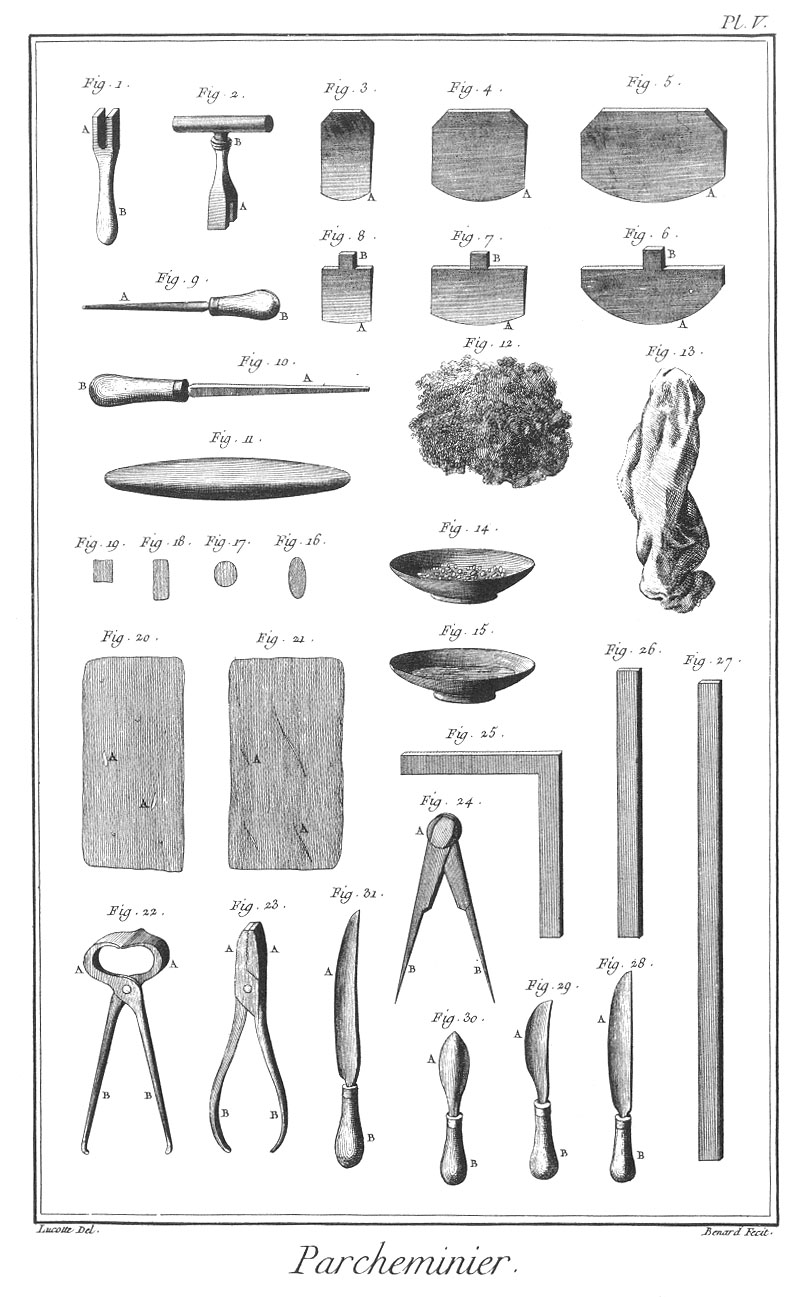 Pl. V.
Fig. 1.
Fig. 2.
Fig. 3.
Fig. 4.
Fig. 5.
A
B
B
A
A
A
A
Fig. 8.
Fig. 7.
Fig. 6.
B
A
B
A
B
A
Fig. 9.
A
B
Fig. 10.
B
A
Fig. 12.
Fig. 13.
Fig. 11.
Fig. 14.
Fig. 19.
Fig. 18.
Fig. 17.
Fig. 16.
Fig. 15.
Fig. 20.
Fig. 21.
A
A
A
A
Fig. 26.
Fig. 27.
Fig. 25.
Fig. 24.
A
B
B
Fig. 22.
Fig. 23.
Fig. 31.
A
A
B
B
A
A
B
B
A
B
Fig. 30.
Fig. 29.
Fig. 28.
A
B
A
B
A
B
Lucotte Del.
Benard Fecit.
Parcheminier.